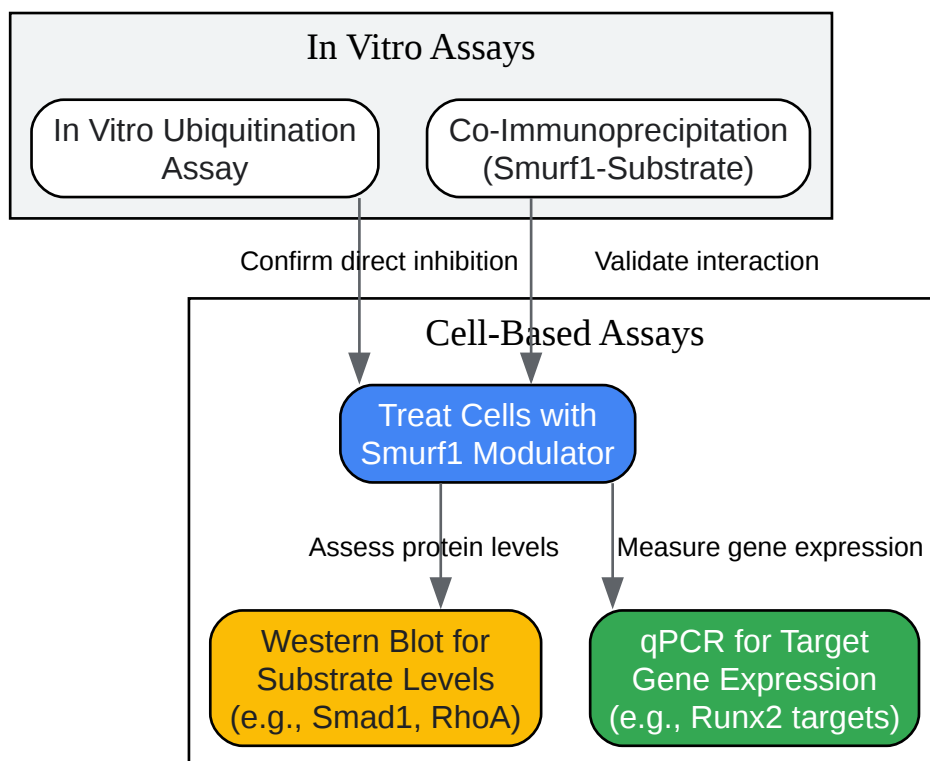 In Vitro Assays
In Vitro Ubiquitination
Assay
Co-Immunoprecipitation
(Smurf1-Substrate)
Confirm direct inhibition
Validate interaction
Cell-Based Assays
Treat Cells with
Smurf1 Modulator
Assess protein levels
Measure gene expression
Western Blot for
Substrate Levels
(e.g., Smad1, RhoA)
qPCR for Target
Gene Expression
(e.g., Runx2 targets)